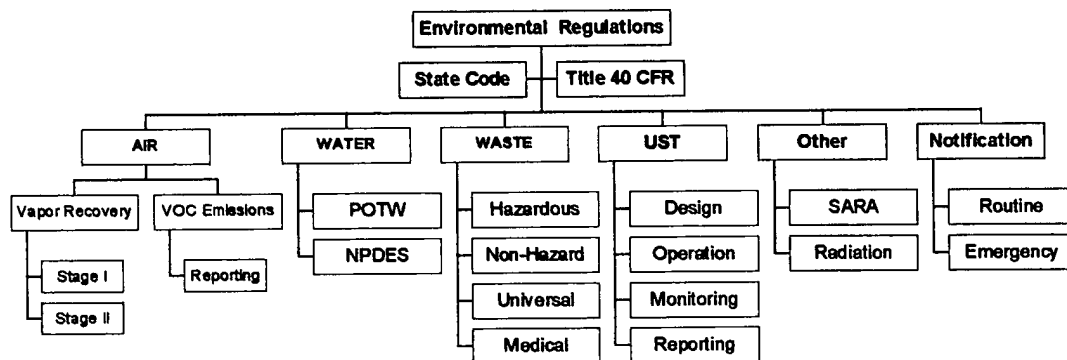 Environmental Regulations
State Code
Title 40 CFR
AIR
WATER
WASTE
UST
Other
Notification
Vapor Recovery
VOC Emissions
POTW
Hazardous
Design
SARA
Routine
Stage I
Reporting
NPDES
Non-Hazard
Operation
Radiation
Emergency
Stage II
Universal
Monitoring
Medical
Reporting